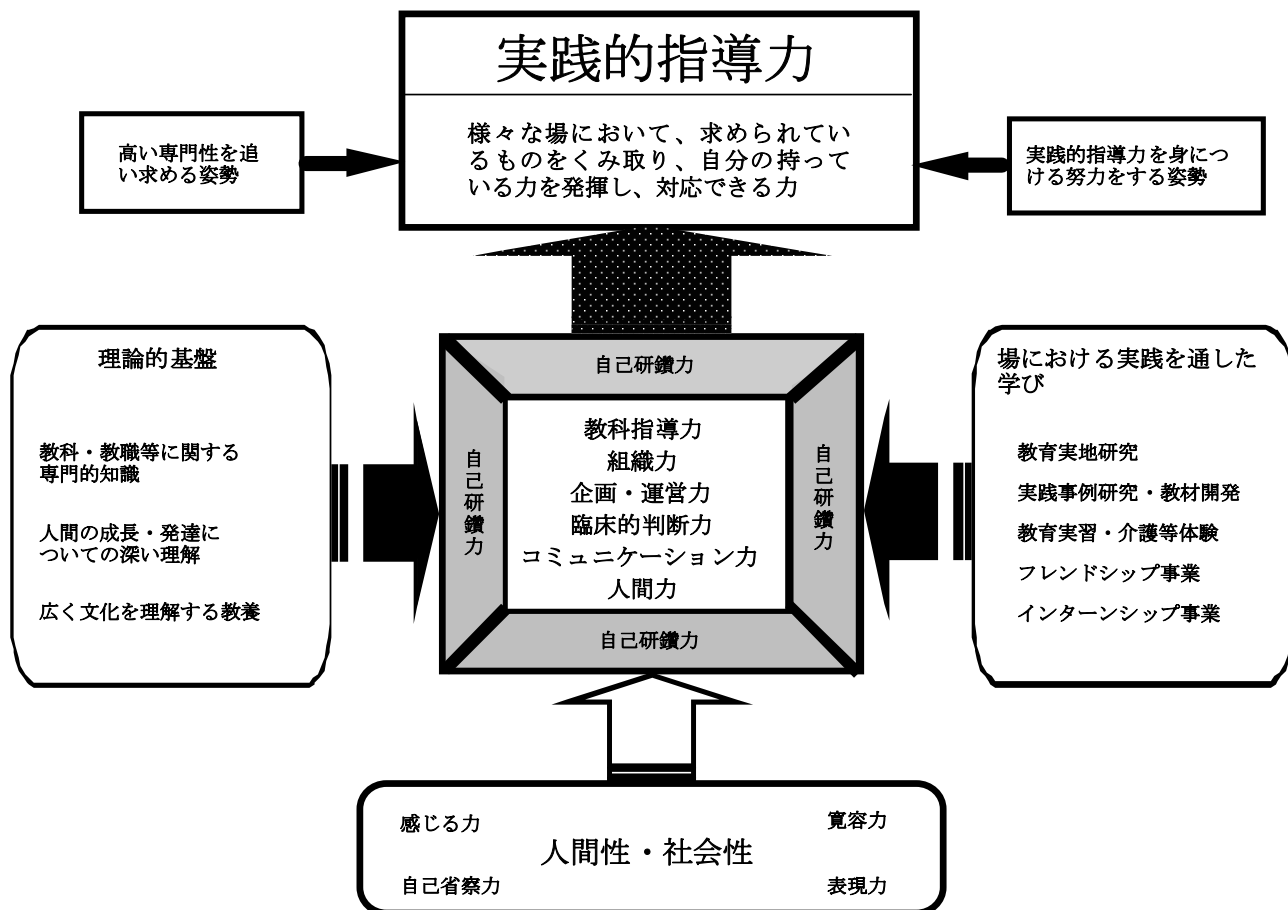 実践的指導力
様々な場において、求められてい
るものをくみ取り、自分の持って
いる力を発揮し、対応できる力
高い専門性を追
い求める姿勢
実践的指導力を身につ
ける努力をする姿勢
理論的基盤
教科・教職等に関する
専門的知識
人間の成長・発達に
ついての深い理解
広く文化を理解する教養
自己研鑽力
自己研鑽力
教科指導力
組織力
企画・運営力
臨床的判断力
コミュニケーション力
人間力
自己研鑽力
自己研鑽力
場における実践を通した
学び
教育実地研究
実践事例研究・教材開発
教育実習・介護等体験
フレンドシップ事業
インターンシップ事業
感じる力
寛容力
人間性・社会性
自己省察力
表現力